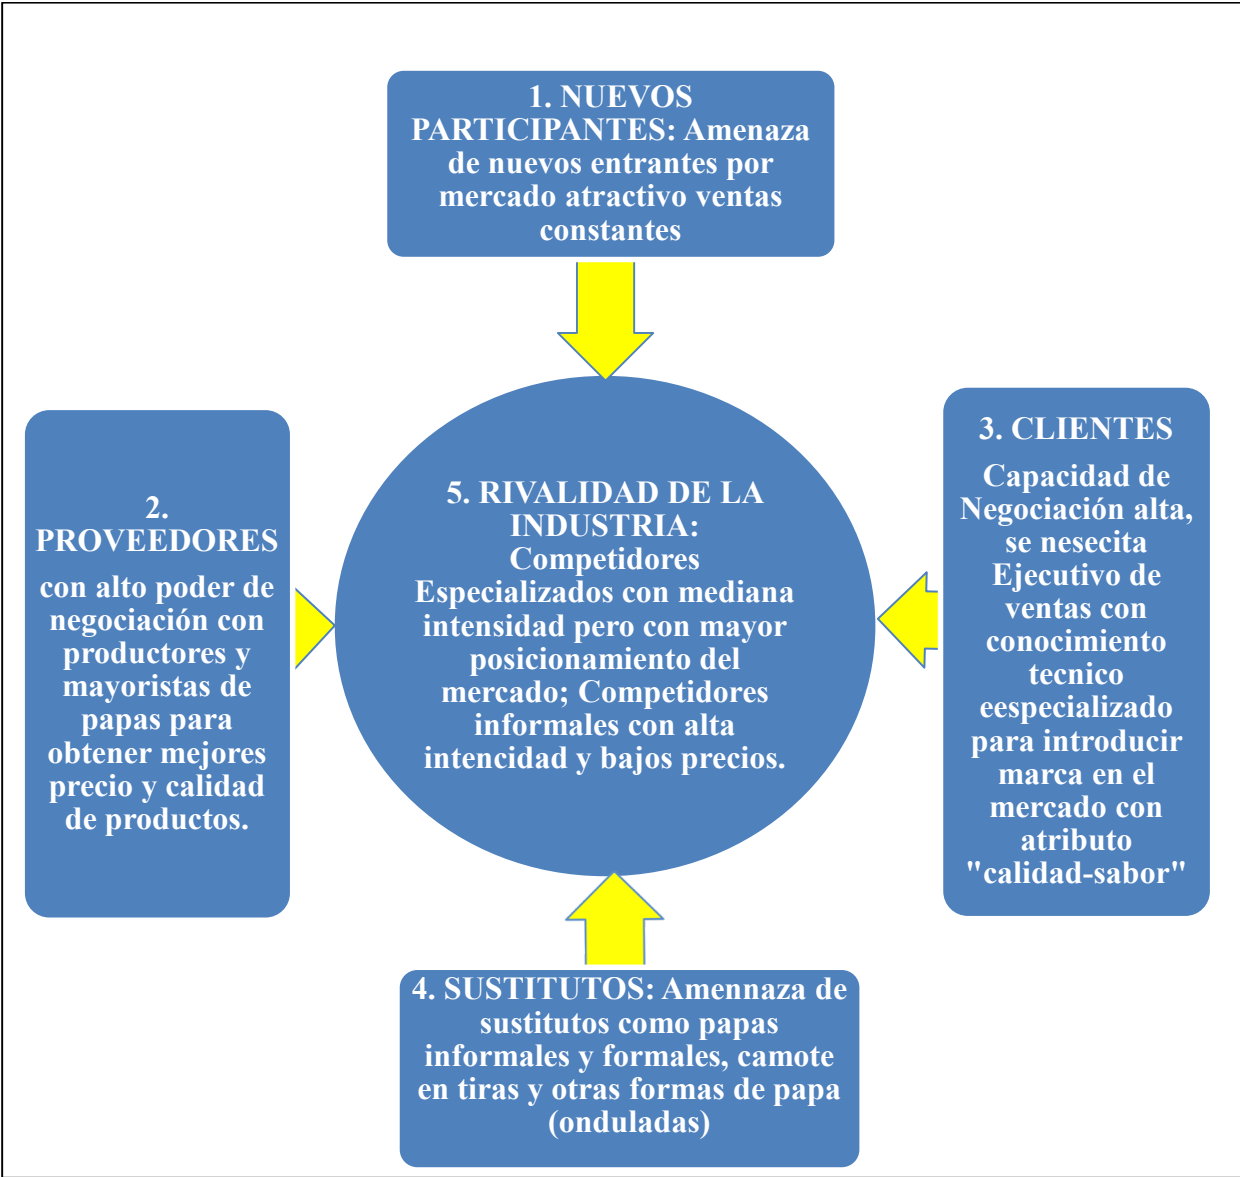 1. NUEVOS
PARTICIPANTES: Amenaza
de nuevos entrantes por
mercado atractivo ventas
constantes
2.
PROVEEDORES
con alto poder de
negociación con
productores y
mayoristas de
papas para
obtener mejores
precio y calidad
de productos.
5. RIVALIDAD DE LA
INDUSTRIA:
Competidores
Especializados con mediana
intensidad pero con mayor
posicionamiento del
mercado; Competidores
informales con alta
intencidad y bajos precios.
3. CLIENTES
Capacidad de
Negociación alta,
se nesecita
Ejecutivo de
ventas con
conocimiento
tecnico
eespecializado
para introducir
marca en el
mercado con
atributo
"calidad-sabor"
4. SUSTITUTOS: Amennaza de
sustitutos como papas
informales y formales, camote
en tiras y otras formas de papa
(onduladas)